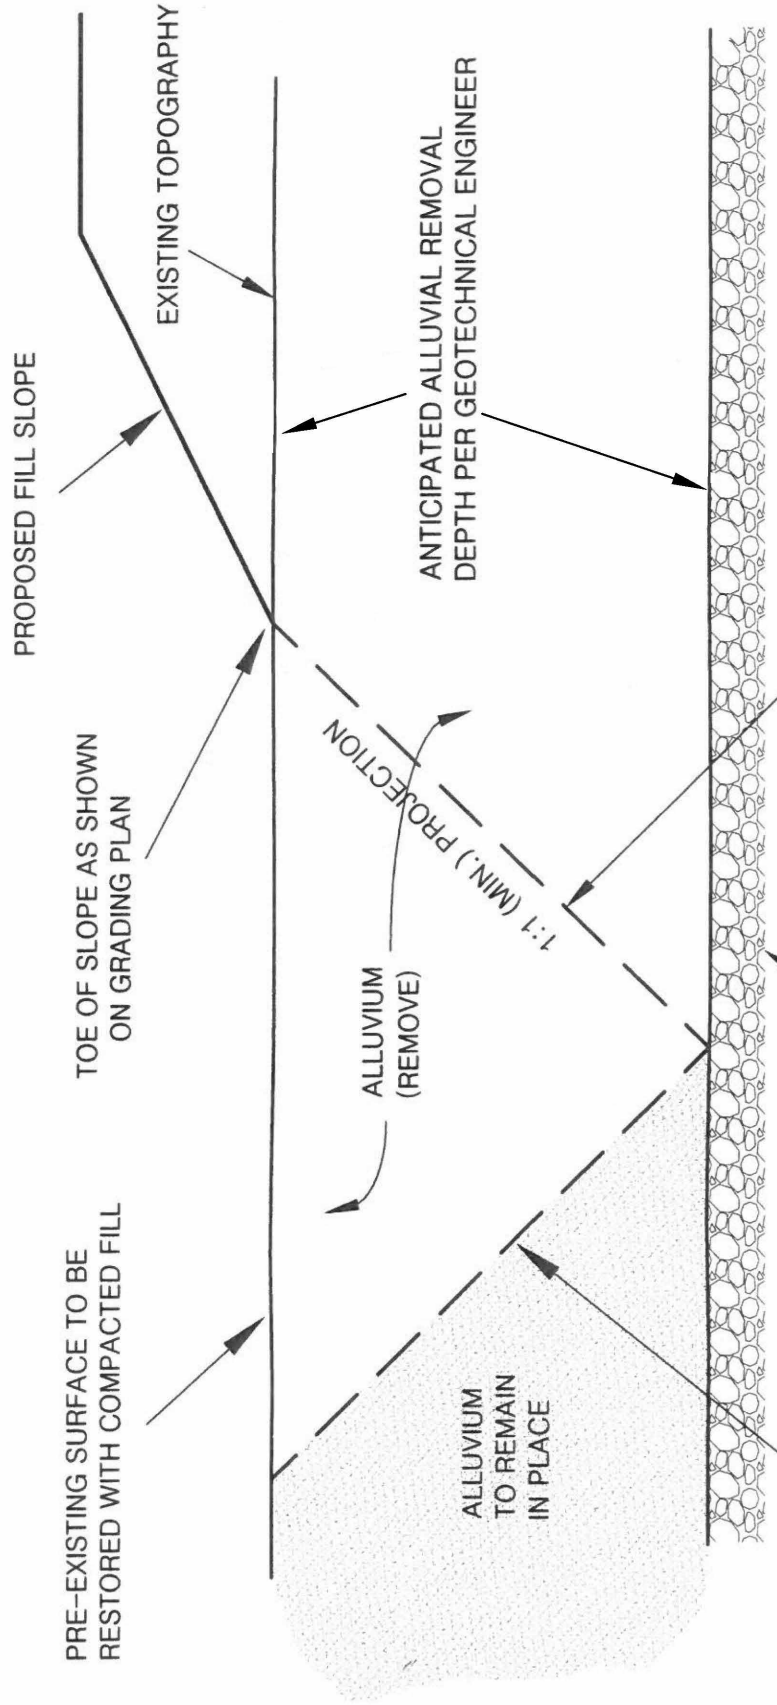 PROPOSED FILL SLOPE
TOE OF SLOPE AS SHOWN
ON GRADING PLAN
PRE-EXISTING SURFACE TO BE
RESTORED WITH COMPACTED FILL
EXISTING TOPOGRAPHY
ALLUVIUM
(REMOVE)
1:1 (MIN.) PROJECTION
ANTICIPATED ALLUVIAL REMOVAL
DEPTH PER GEOTECHNICAL ENGINEER
ALLUVIUM
TO REMAIN
IN PLACE